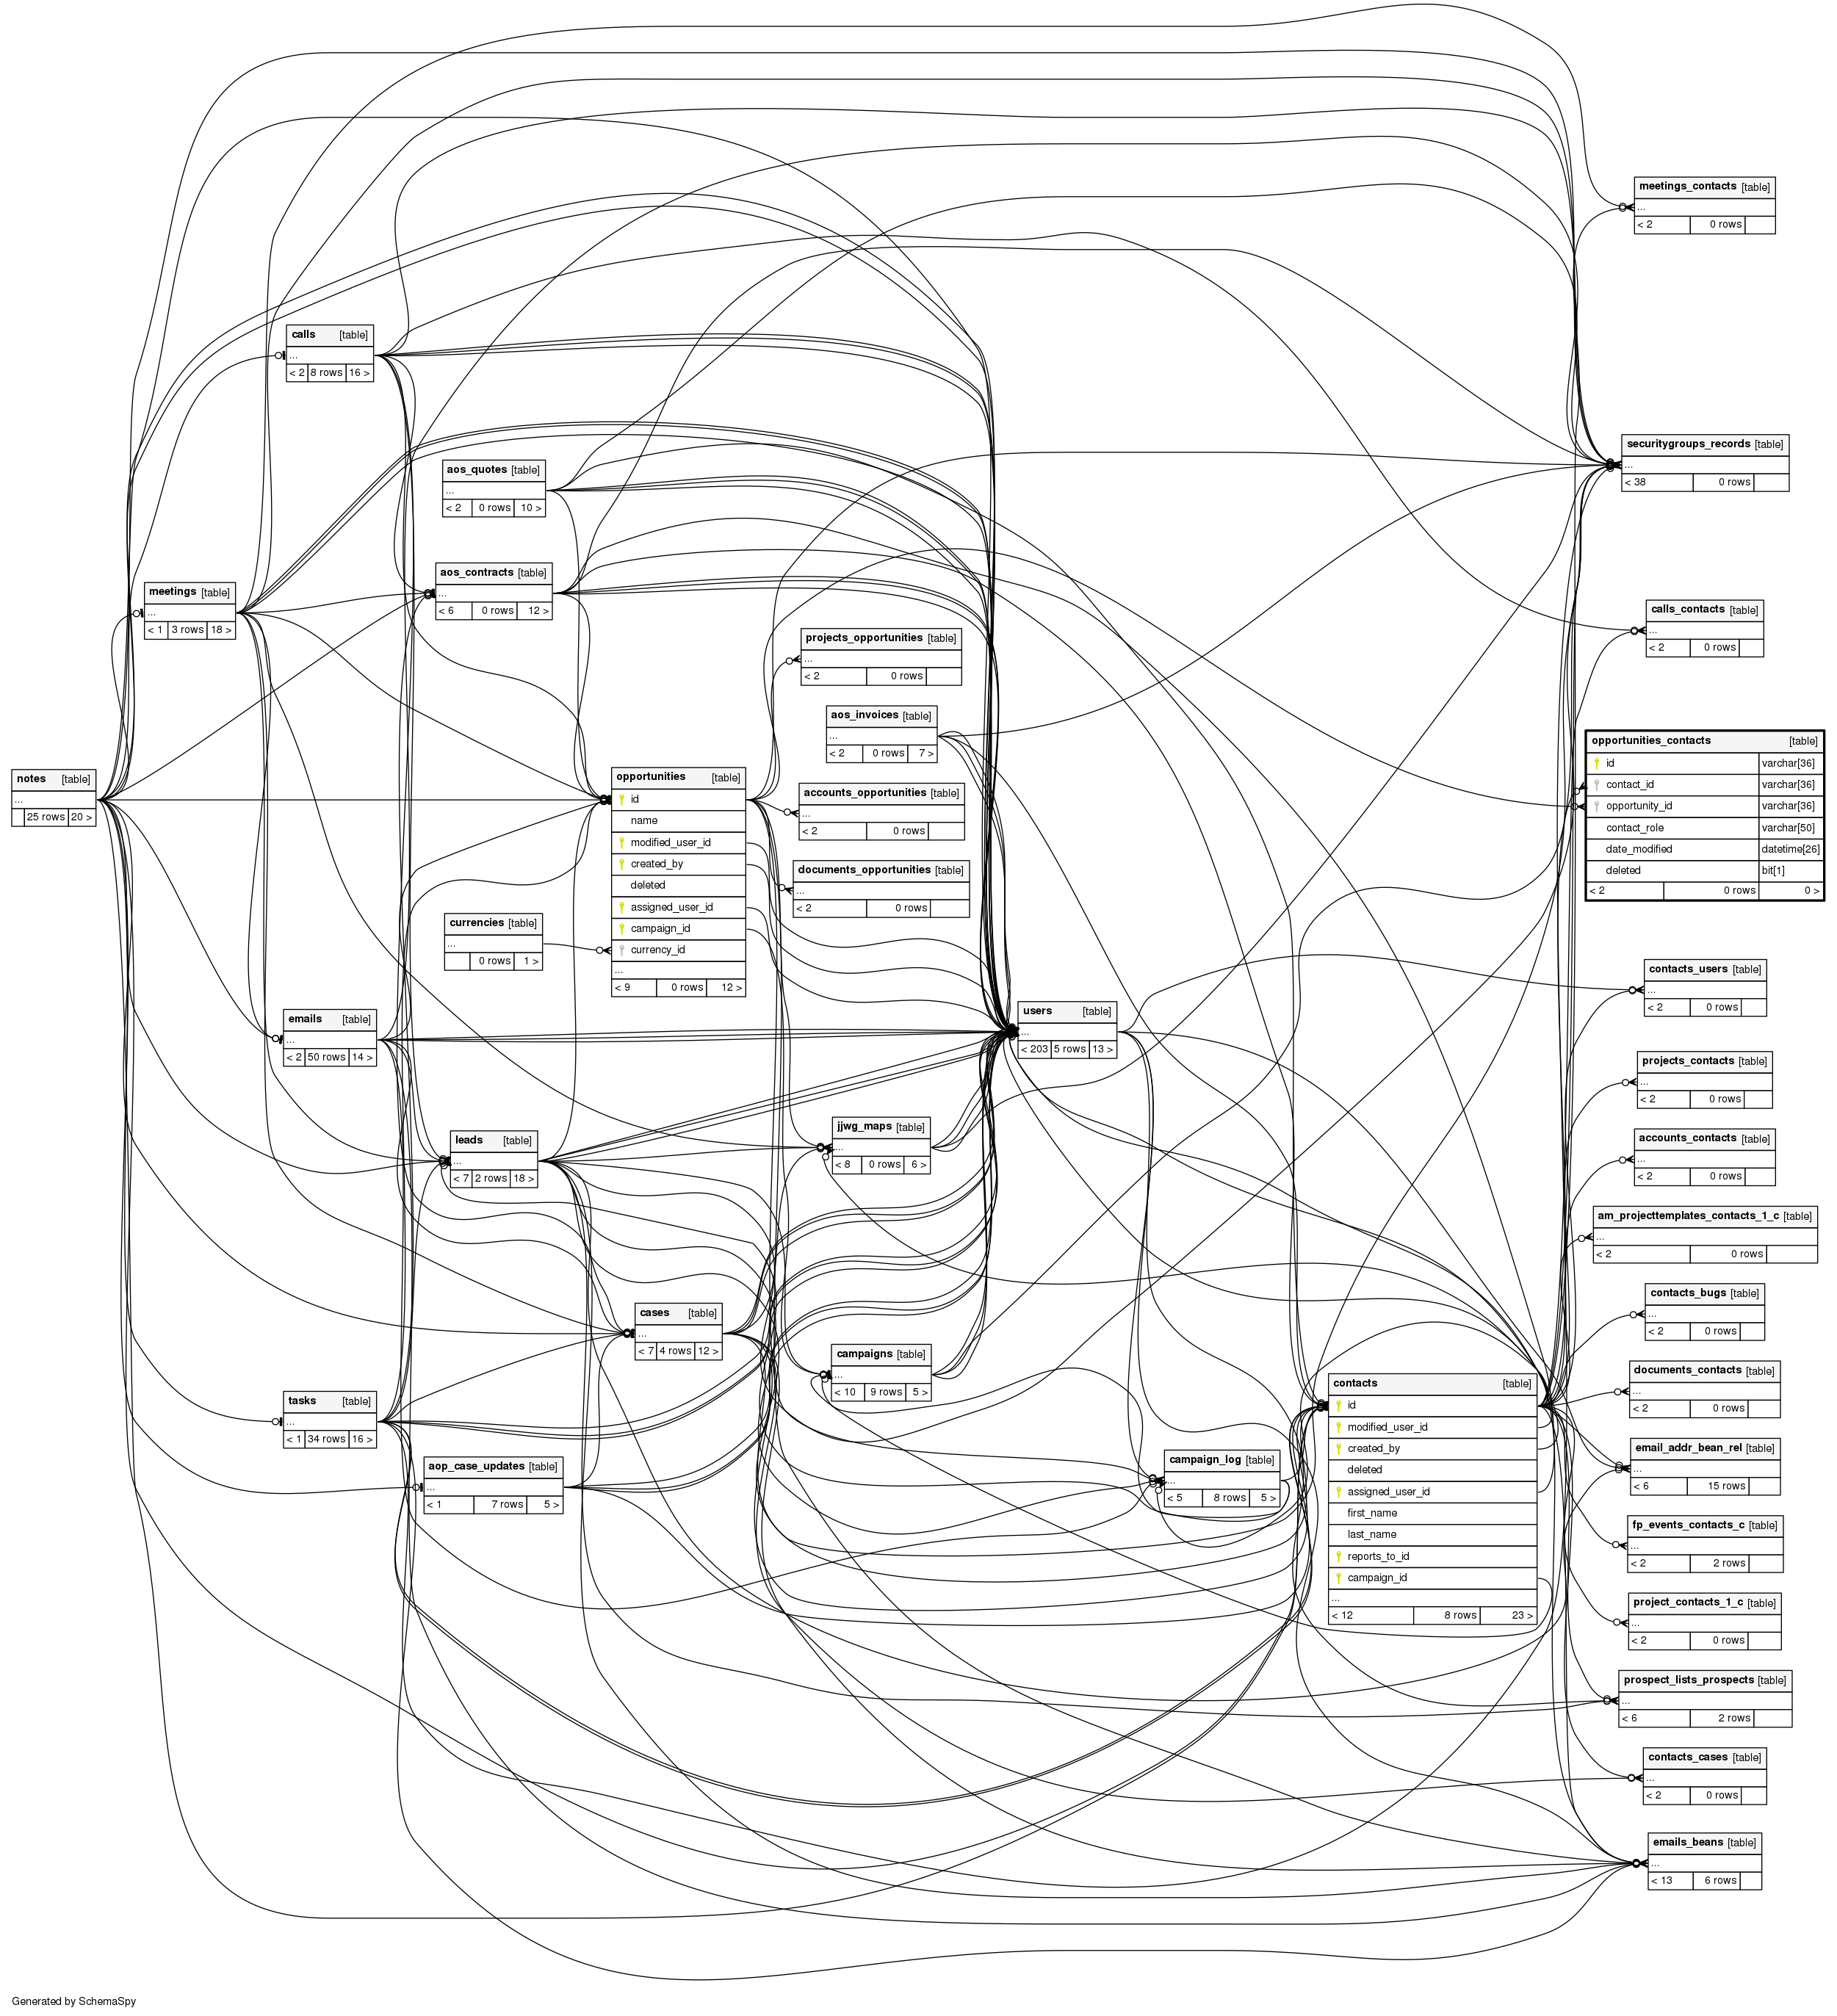 meetings_contacts [table]
...
< 2 0 rows
calls [table]
...
< 2 8 rows 16 >
securitygroups_records [table]
...
< 38 0 rows
aos_quotes [table]
...
< 2 0 rows 10 >
aos_contracts [table]
...
< 6 0 rows 12 >
meetings [table]
...
< 1 3 rows 18 >
calls_contacts [table]
...
< 2 0 rows
projects_opportunities [table]
...
< 2 0 rows
aos_invoices [table]
...
< 2 0 rows 7 >
opportunities_contacts [table]
id varchar[36]
contact_id varchar[36]
opportunity_id varchar[36]
contact_role varchar[50]
date_modified datetime[26]
deleted bit[1]
< 2 0 rows 0 >
notes [table]
...
25 rows 20 >
opportunities [table]
id
name
modified_user_id
created_by
deleted
assigned_user_id
campaign_id
currency_id
...
< 9 0 rows 12 >
accounts_opportunities [table]
...
< 2 0 rows
documents_opportunities [table]
...
< 2 0 rows
currencies [table]
...
0 rows 1 >
contacts_users [table]
...
< 2 0 rows
users [table]
...
< 203 5 rows 13 >
emails [table]
...
< 2 50 rows 14 >
projects_contacts [table]
...
< 2 0 rows
jjwg_maps [table]
...
< 8 0 rows 6 >
leads [table]
...
< 7 2 rows 18 >
accounts_contacts [table]
...
< 2 0 rows
am_projecttemplates_contacts_1_c [table]
...
< 2 0 rows
contacts_bugs [table]
...
< 2 0 rows
cases [table]
...
< 7 4 rows 12 >
campaigns [table]
...
< 10 9 rows 5 >
documents_contacts [table]
...
< 2 0 rows
contacts [table]
id
modified_user_id
created_by
deleted
assigned_user_id
first_name
last_name
reports_to_id
campaign_id
...
< 12 8 rows 23 >
tasks [table]
...
< 1 34 rows 16 >
email_addr_bean_rel [table]
...
< 6 15 rows
campaign_log [table]
...
< 5 8 rows 5 >
aop_case_updates [table]
...
< 1 7 rows 5 >
fp_events_contacts_c [table]
...
< 2 2 rows
project_contacts_1_c [table]
...
< 2 0 rows
prospect_lists_prospects [table]
...
< 6 2 rows
contacts_cases [table]
...
< 2 0 rows
emails_beans [table]
...
< 13 6 rows
Generated by SchemaSpy